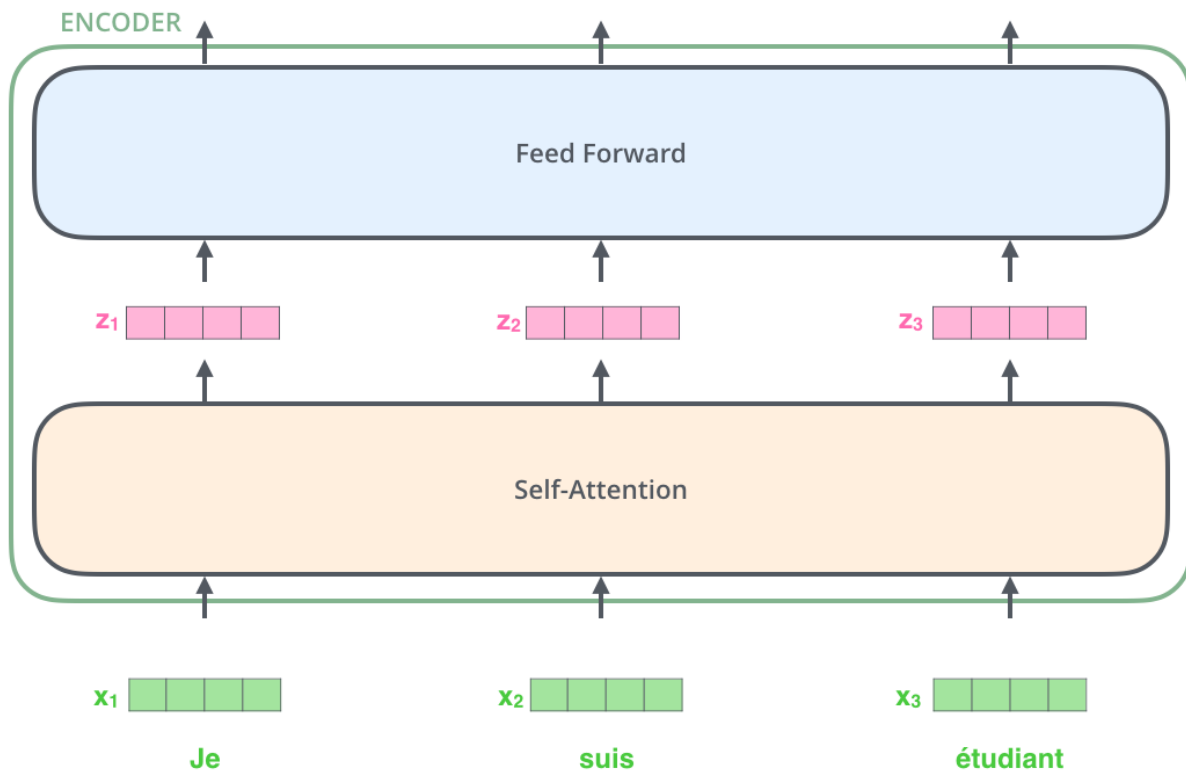 ENCODER
Feed Forward
z₁ z₂ z₃
Self-Attention
x₁ x₂ x₃
Je suis étudiant